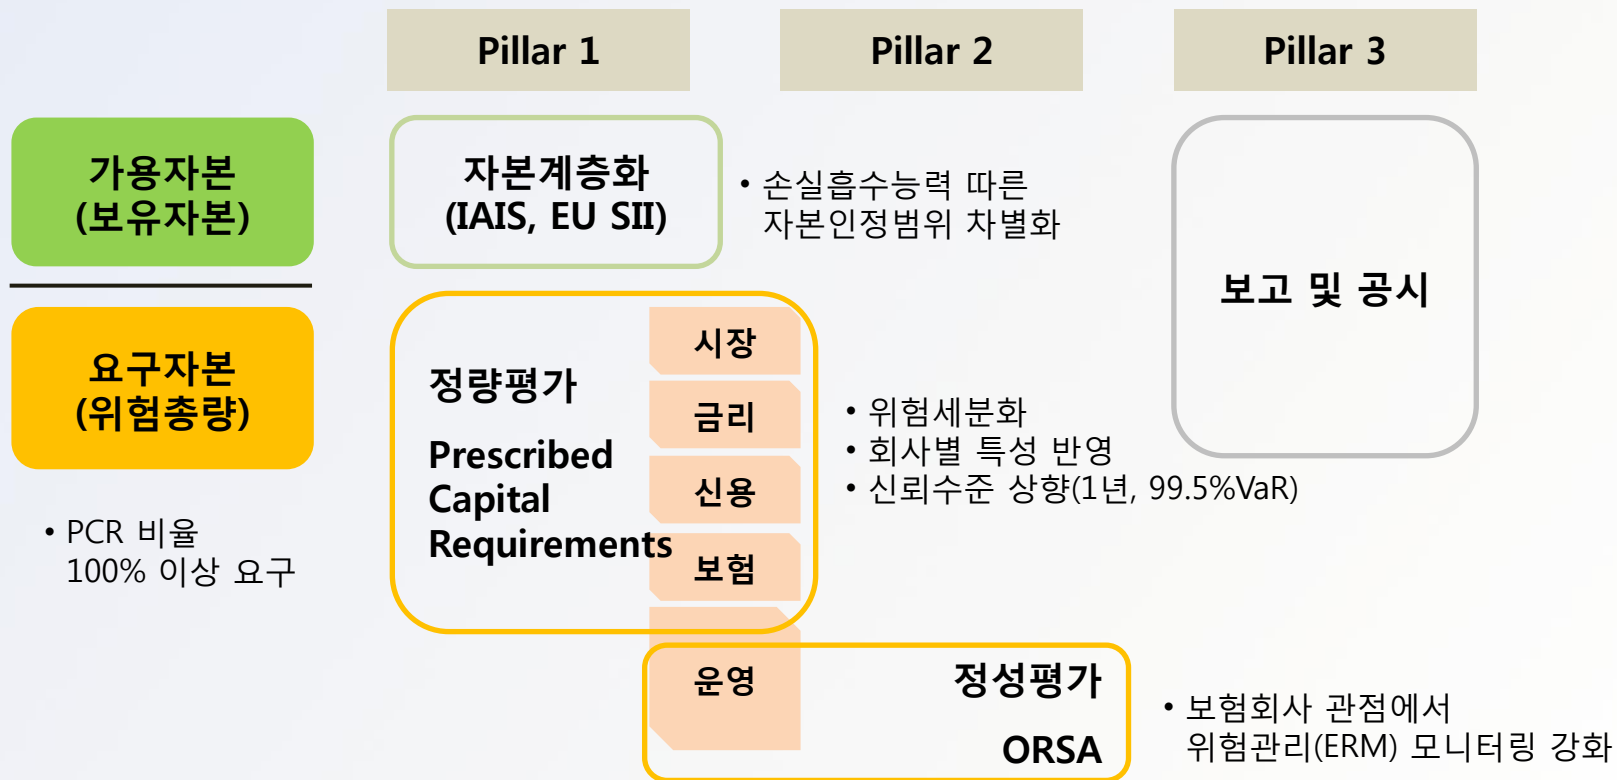 Pillar 1
Pillar 2
Pillar 3
가용자본
(보유자본)
자본계층화
(IAIS, EU SII)
• 손실흡수능력 따른
자본인정범위 차별화
보고 및 공시
요구자본
(위험총량)
• PCR 비율
100% 이상 요구
정량평가
Prescribed
Capital
Requirements
시장
금리
신용
보험
운영
• 위험세분화
• 회사별 특성 반영
• 신뢰수준 상향(1년, 99.5%VaR)
정성평가
ORSA
• 보험회사 관점에서
위험관리(ERM) 모니터링 강화